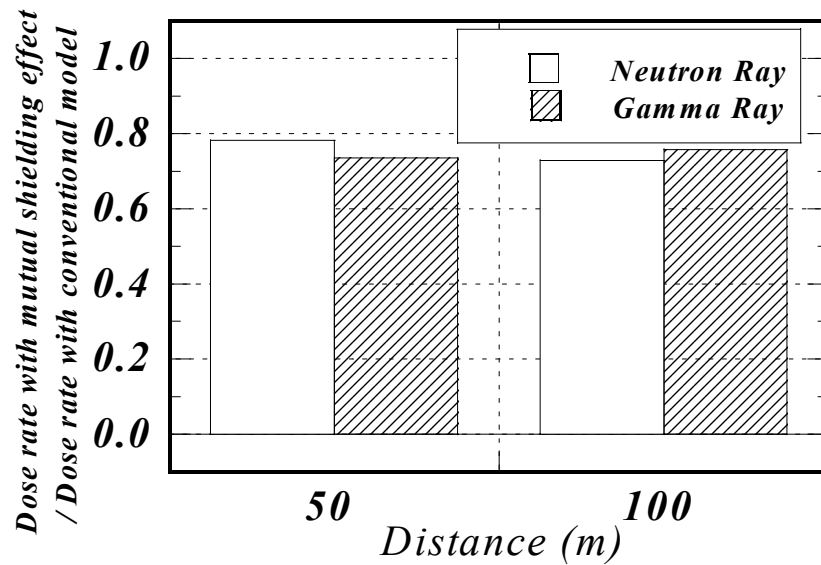 Dose rate with mutual shielding effect
/ Dose rate with conventional model
1.0
0.8
0.6
0.4
0.2
0.0
Neutron Ray
Gamma Ray
50
100
Distance (m)